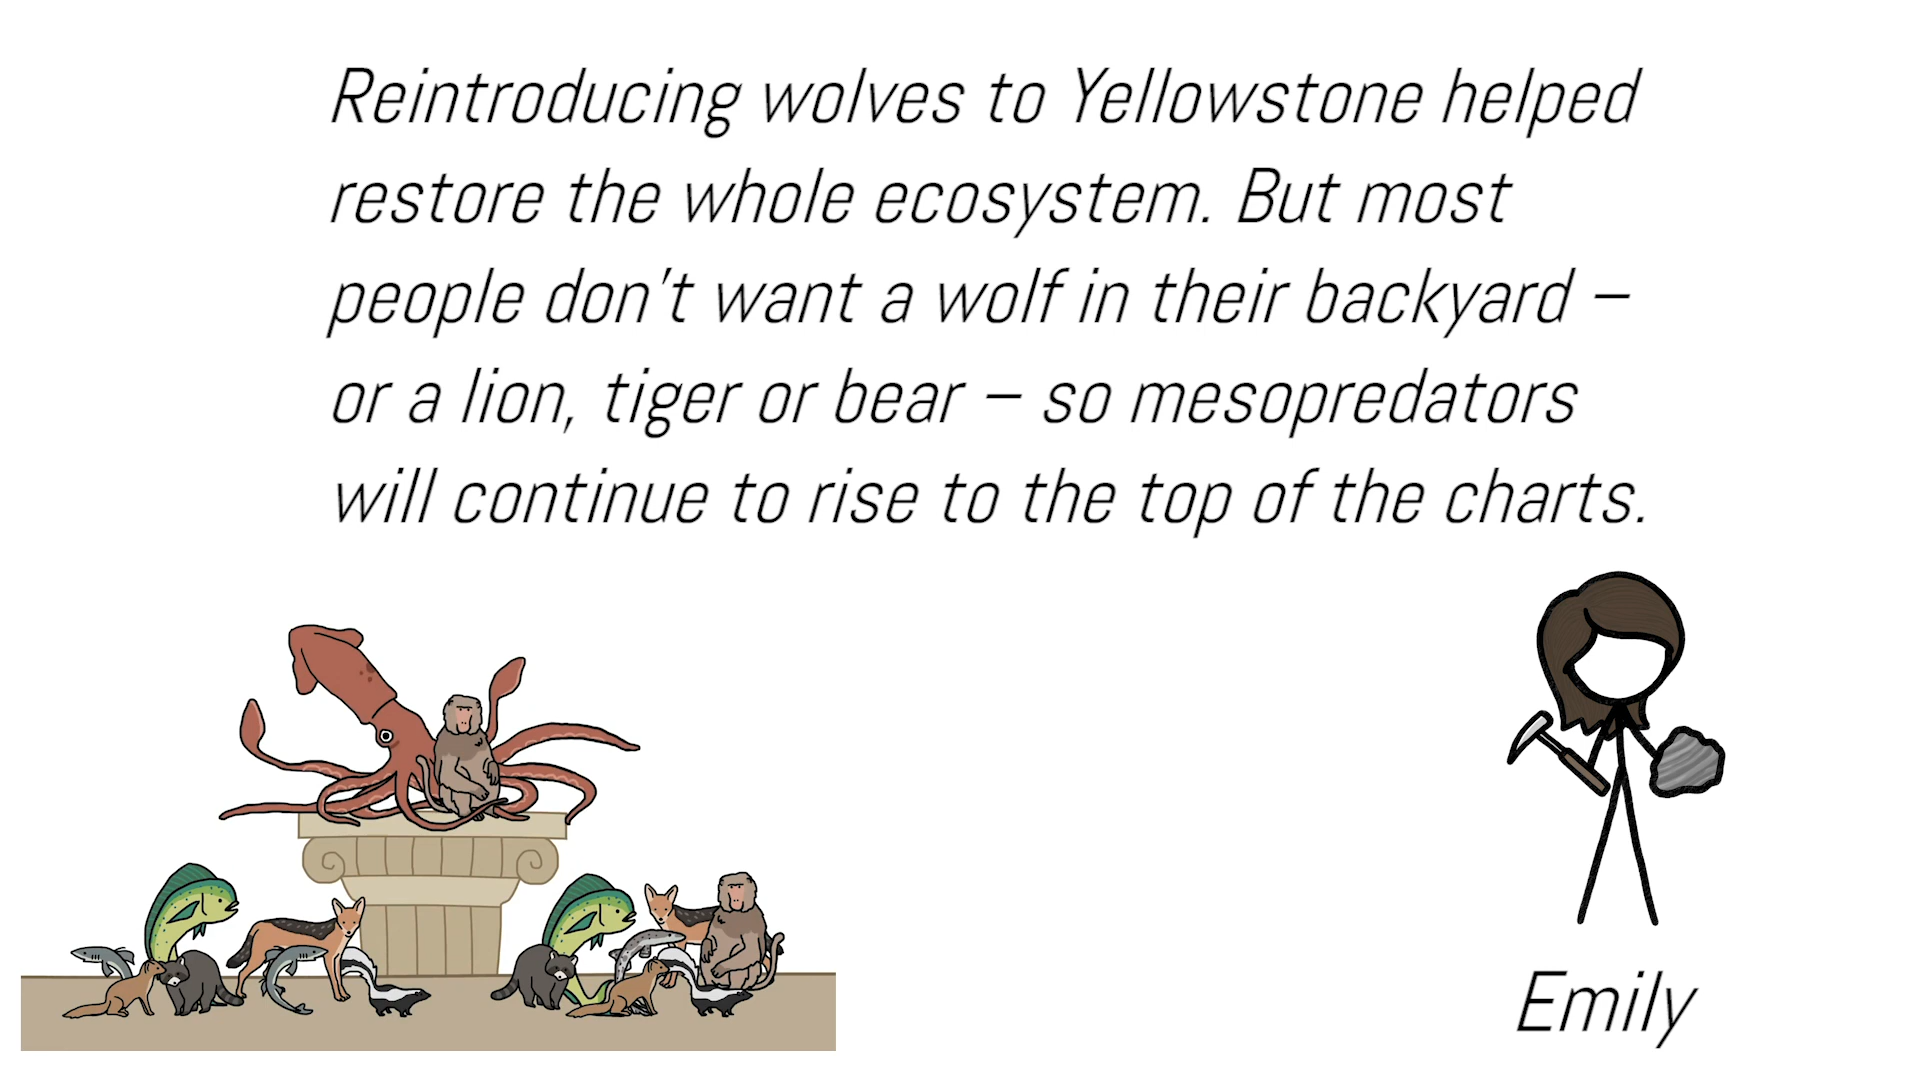 Reintroducing wolves to Yellowstone helped
restore the whole ecosystem. But most
people don't want a wolf in their backyard –
or a lion, tiger or bear – so mesopredators
will continue to rise to the top of the charts.
Emily